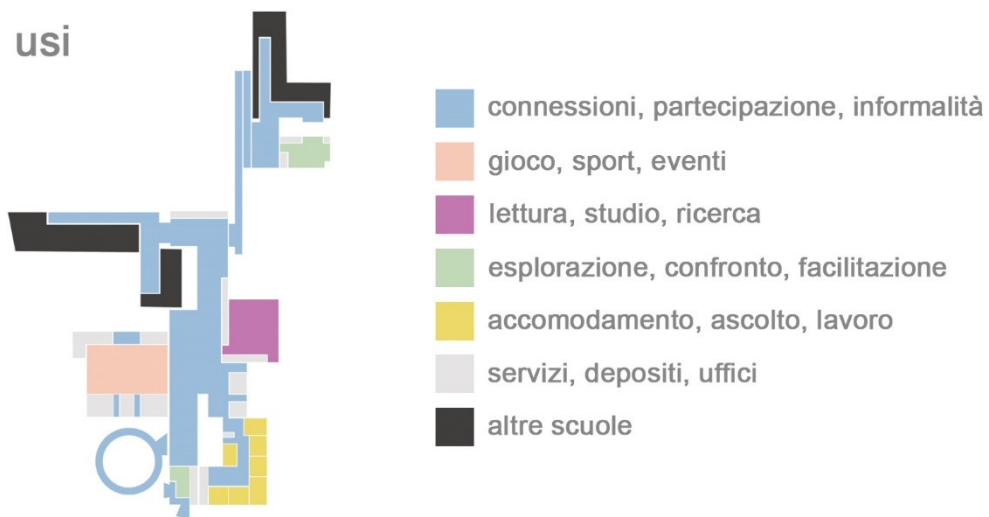 usi
connessioni, partecipazione, informalità
gioco, sport, eventi
lettura, studio, ricerca
esplorazione, confronto, facilitazione
accomodamento, ascolto, lavoro
servizi, depositi, uffici
altre scuole